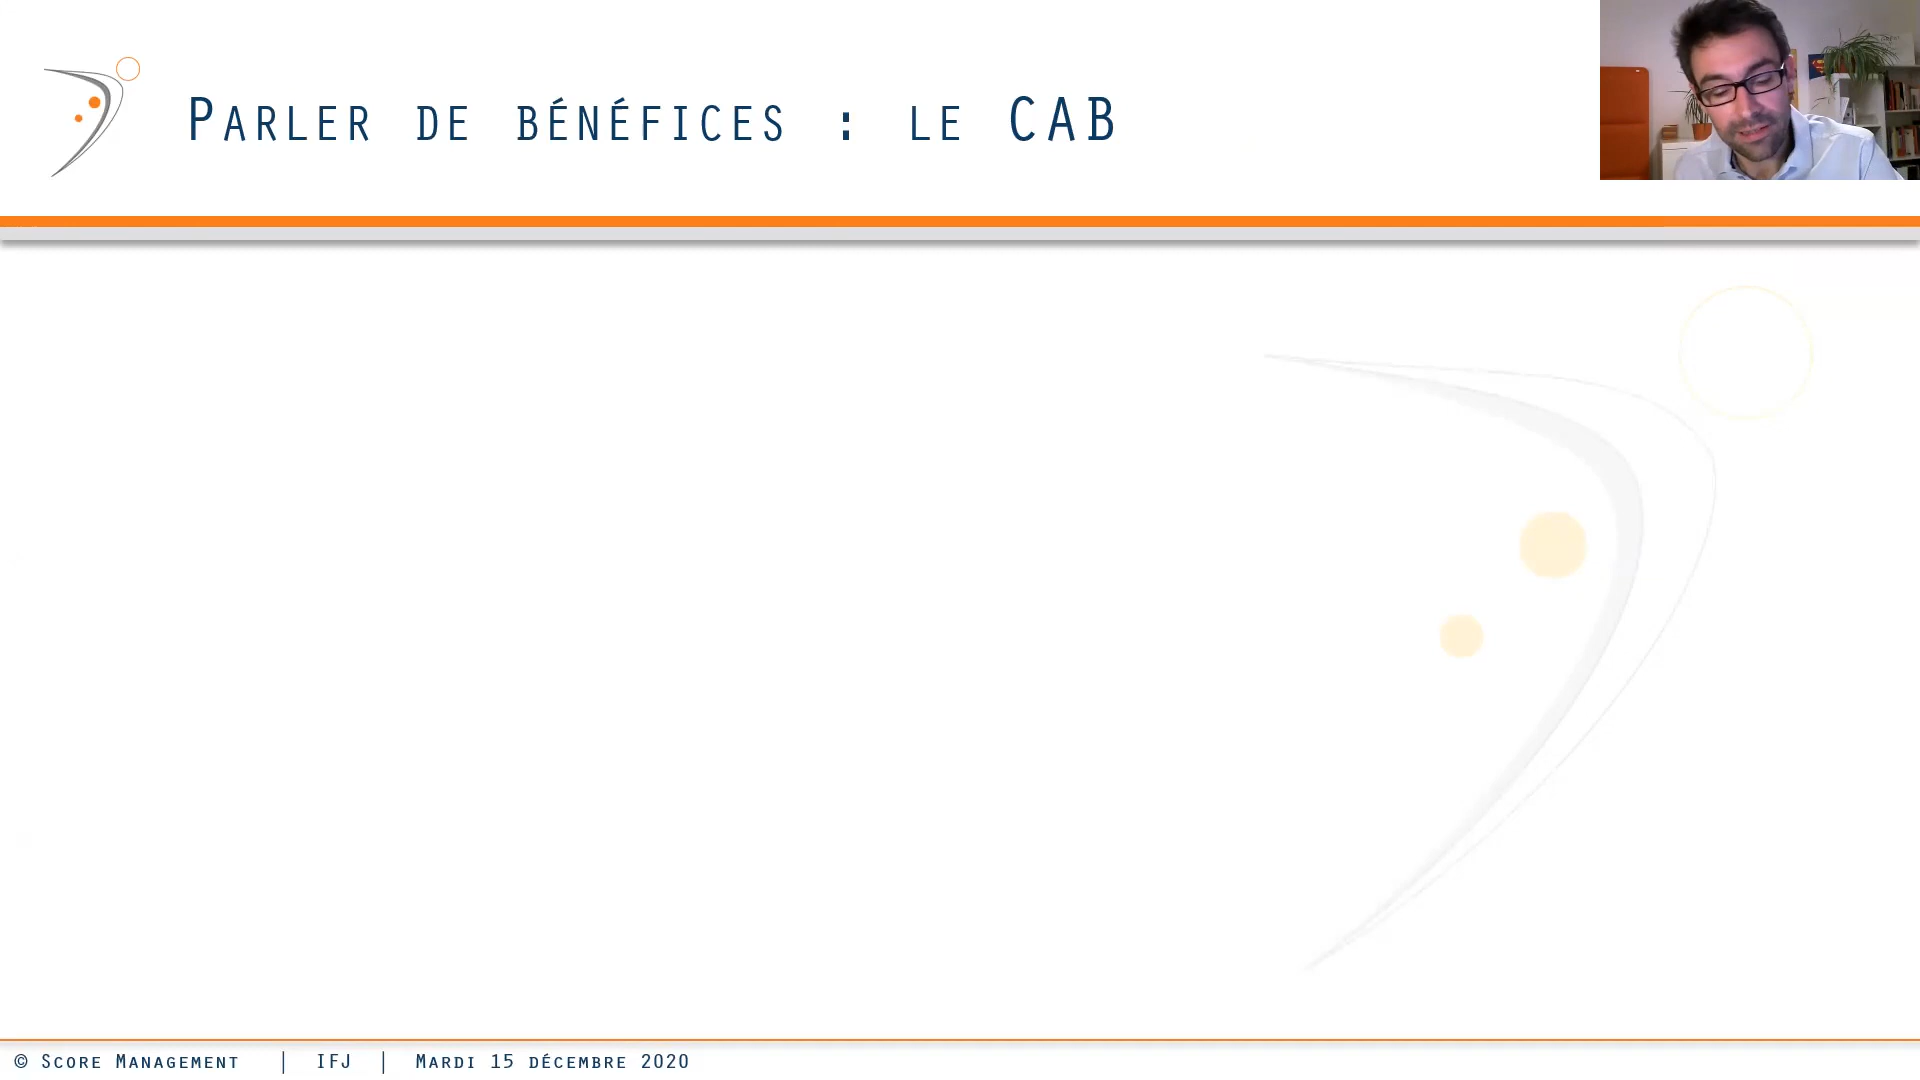 Parler de bénéfices : le CAB
© Score Management | IFJ | Mardi 15 décembre 2020